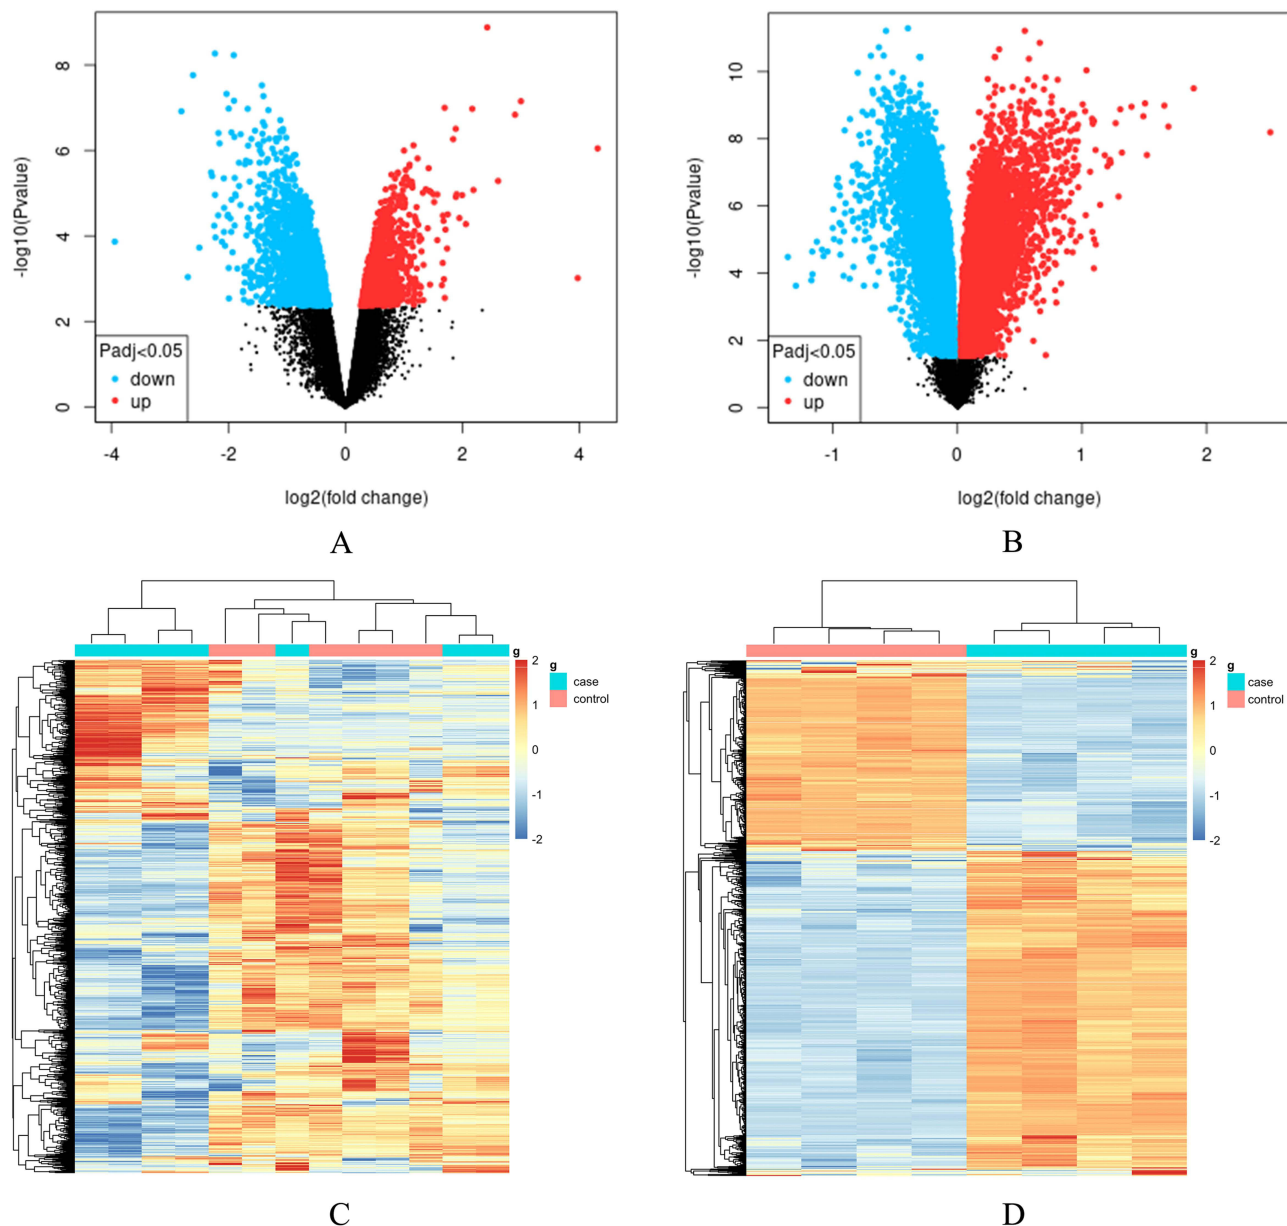 -log10(Pvalue)
8
6
4
2
0
Padj<0.05
down
up
-4
-2
0
2
4
log2(fold change)
A
-log10(Pvalue)
10
8
6
4
2
0
Padj<0.05
down
up
-1
0
1
2
log2(fold change)
B
g
2
1
0
-1
-2
g
case
control
C
g
2
1
0
-1
-2
g
case
control
D